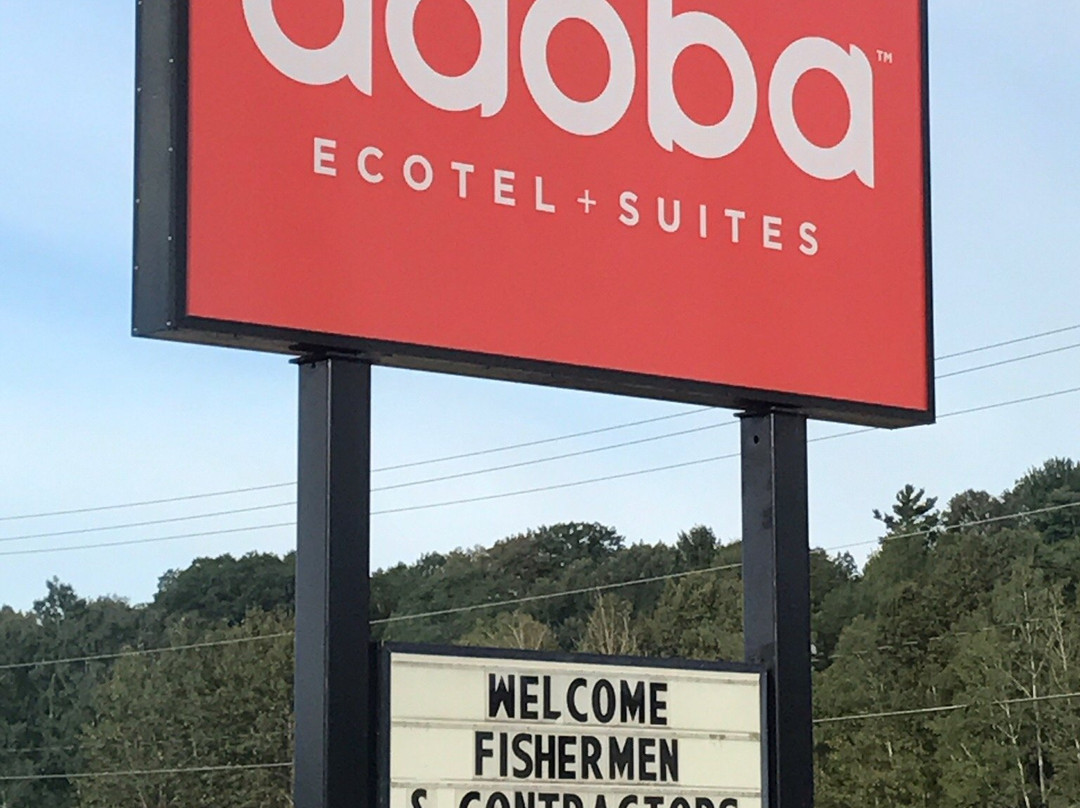 adoba™
ECOTEL + SUITES
WELCOME
FISHERMEN
& CONTRACTORS